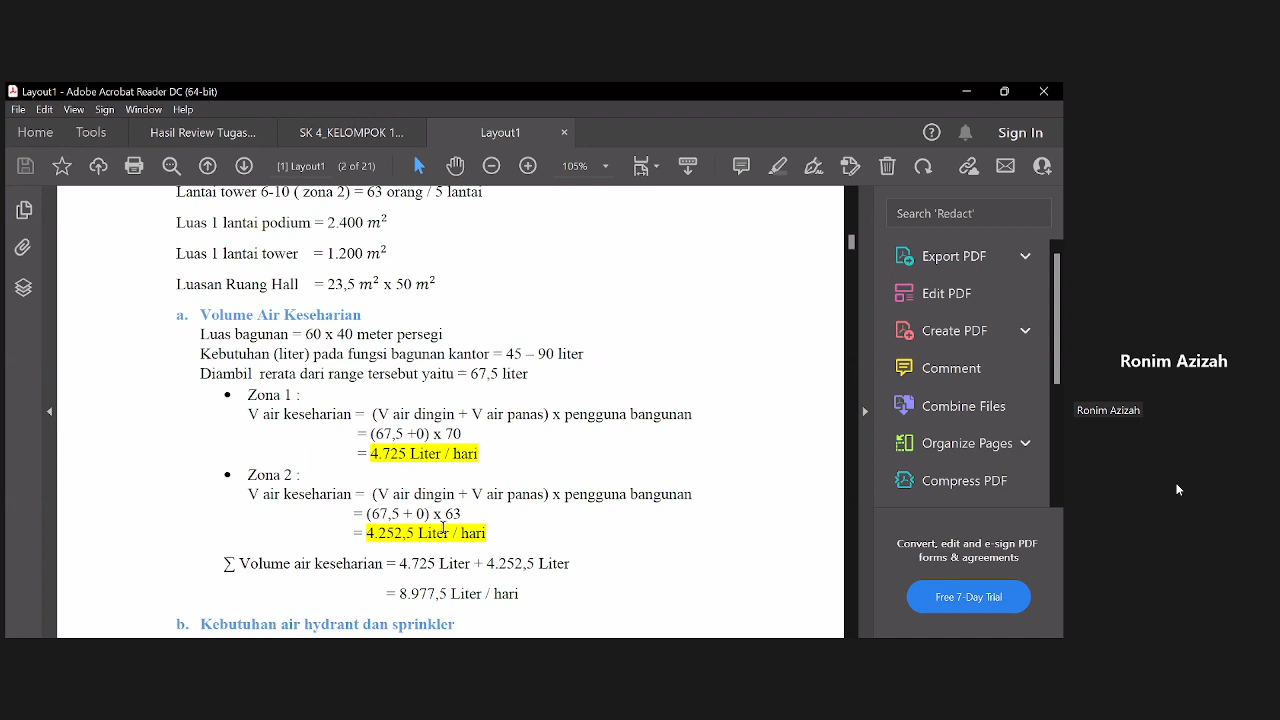 Layout1 - Adobe Acrobat Reader DC (64-bit)
File Edit View Sign Window Help
Home Tools Hasil Review Tugas... SK 4_KELOMPOK 1... Layout1 × Sign In
[1] Layout1 (2 of 21) 105%
Lantai tower 6-10 ( zona 2) = 63 orang / 5 lantai
Luas 1 lantai podium = 2.400 m²
Luas 1 lantai tower = 1.200 m²
Luasan Ruang Hall = 23,5 m² x 50 m²
a. Volume Air Keseharian
Luas bagunan = 60 x 40 meter persegi
Kebutuhan (liter) pada fungsi bagunan kantor = 45 – 90 liter
Diambil rerata dari range tersebut yaitu = 67,5 liter
• Zona 1 :
V air keseharian = (V air dingin + V air panas) x pengguna bangunan
= (67,5 +0) x 70
= 4.725 Liter / hari
• Zona 2 :
V air keseharian = (V air dingin + V air panas) x pengguna bangunan
= (67,5 + 0) x 63
= 4.252,5 Liter / hari
∑ Volume air keseharian = 4.725 Liter + 4.252,5 Liter
= 8.977,5 Liter / hari
b. Kebutuhan air hydrant dan sprinkler
Search 'Redact'
Export PDF
Edit PDF
Create PDF
Comment
Combine Files
Organize Pages
Compress PDF
Convert, edit and e-sign PDF
forms & agreements
Free 7-Day Trial
Ronim Azizah
Ronim Azizah